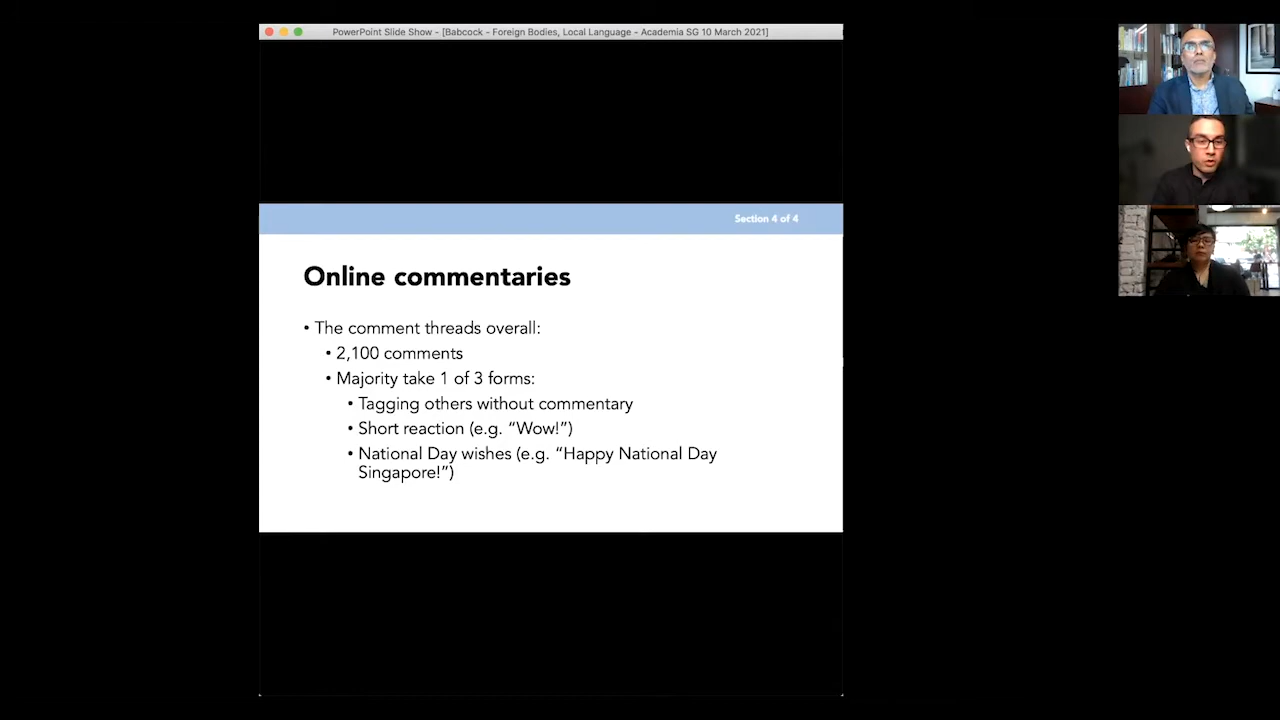 PowerPoint Slide Show - [Babcock - Foreign Bodies, Local Language - Academia SG 10 March 2021]
Section 4 of 4
Online commentaries
• The comment threads overall:
• 2,100 comments
• Majority take 1 of 3 forms:
• Tagging others without commentary
• Short reaction (e.g. “Wow!”)
• National Day wishes (e.g. “Happy National Day
Singapore!”)